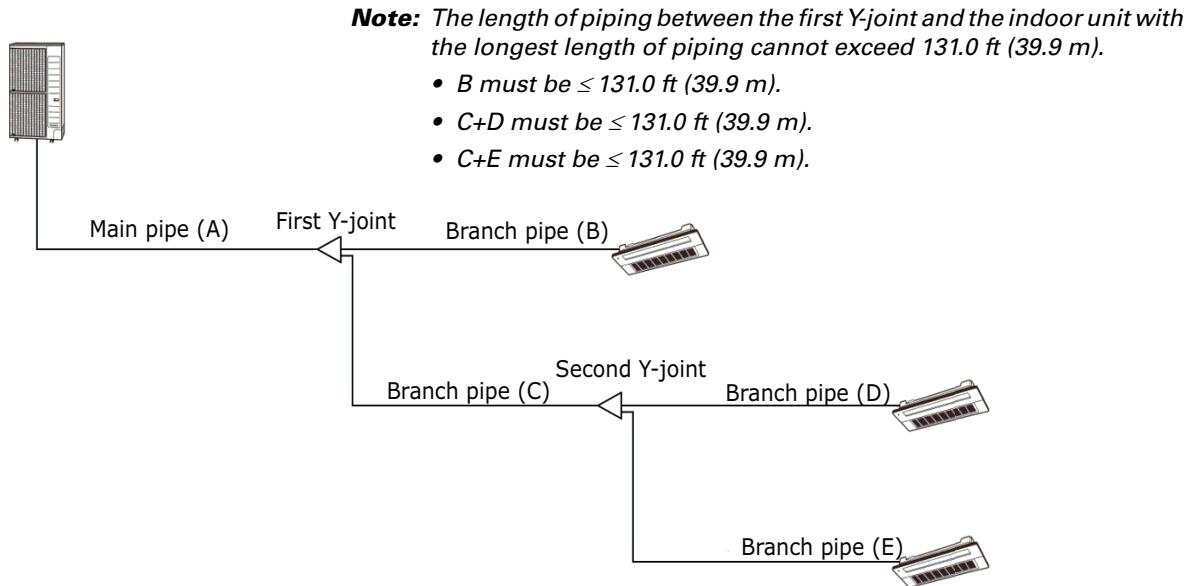 Note: The length of piping between the first Y-joint and the indoor unit with
the longest length of piping cannot exceed 131.0 ft (39.9 m).
• B must be ≤ 131.0 ft (39.9 m).
• C+D must be ≤ 131.0 ft (39.9 m).
• C+E must be ≤ 131.0 ft (39.9 m).
Main pipe (A)
First Y-joint
Branch pipe (B)
Second Y-joint
Branch pipe (C)
Branch pipe (D)
Branch pipe (E)